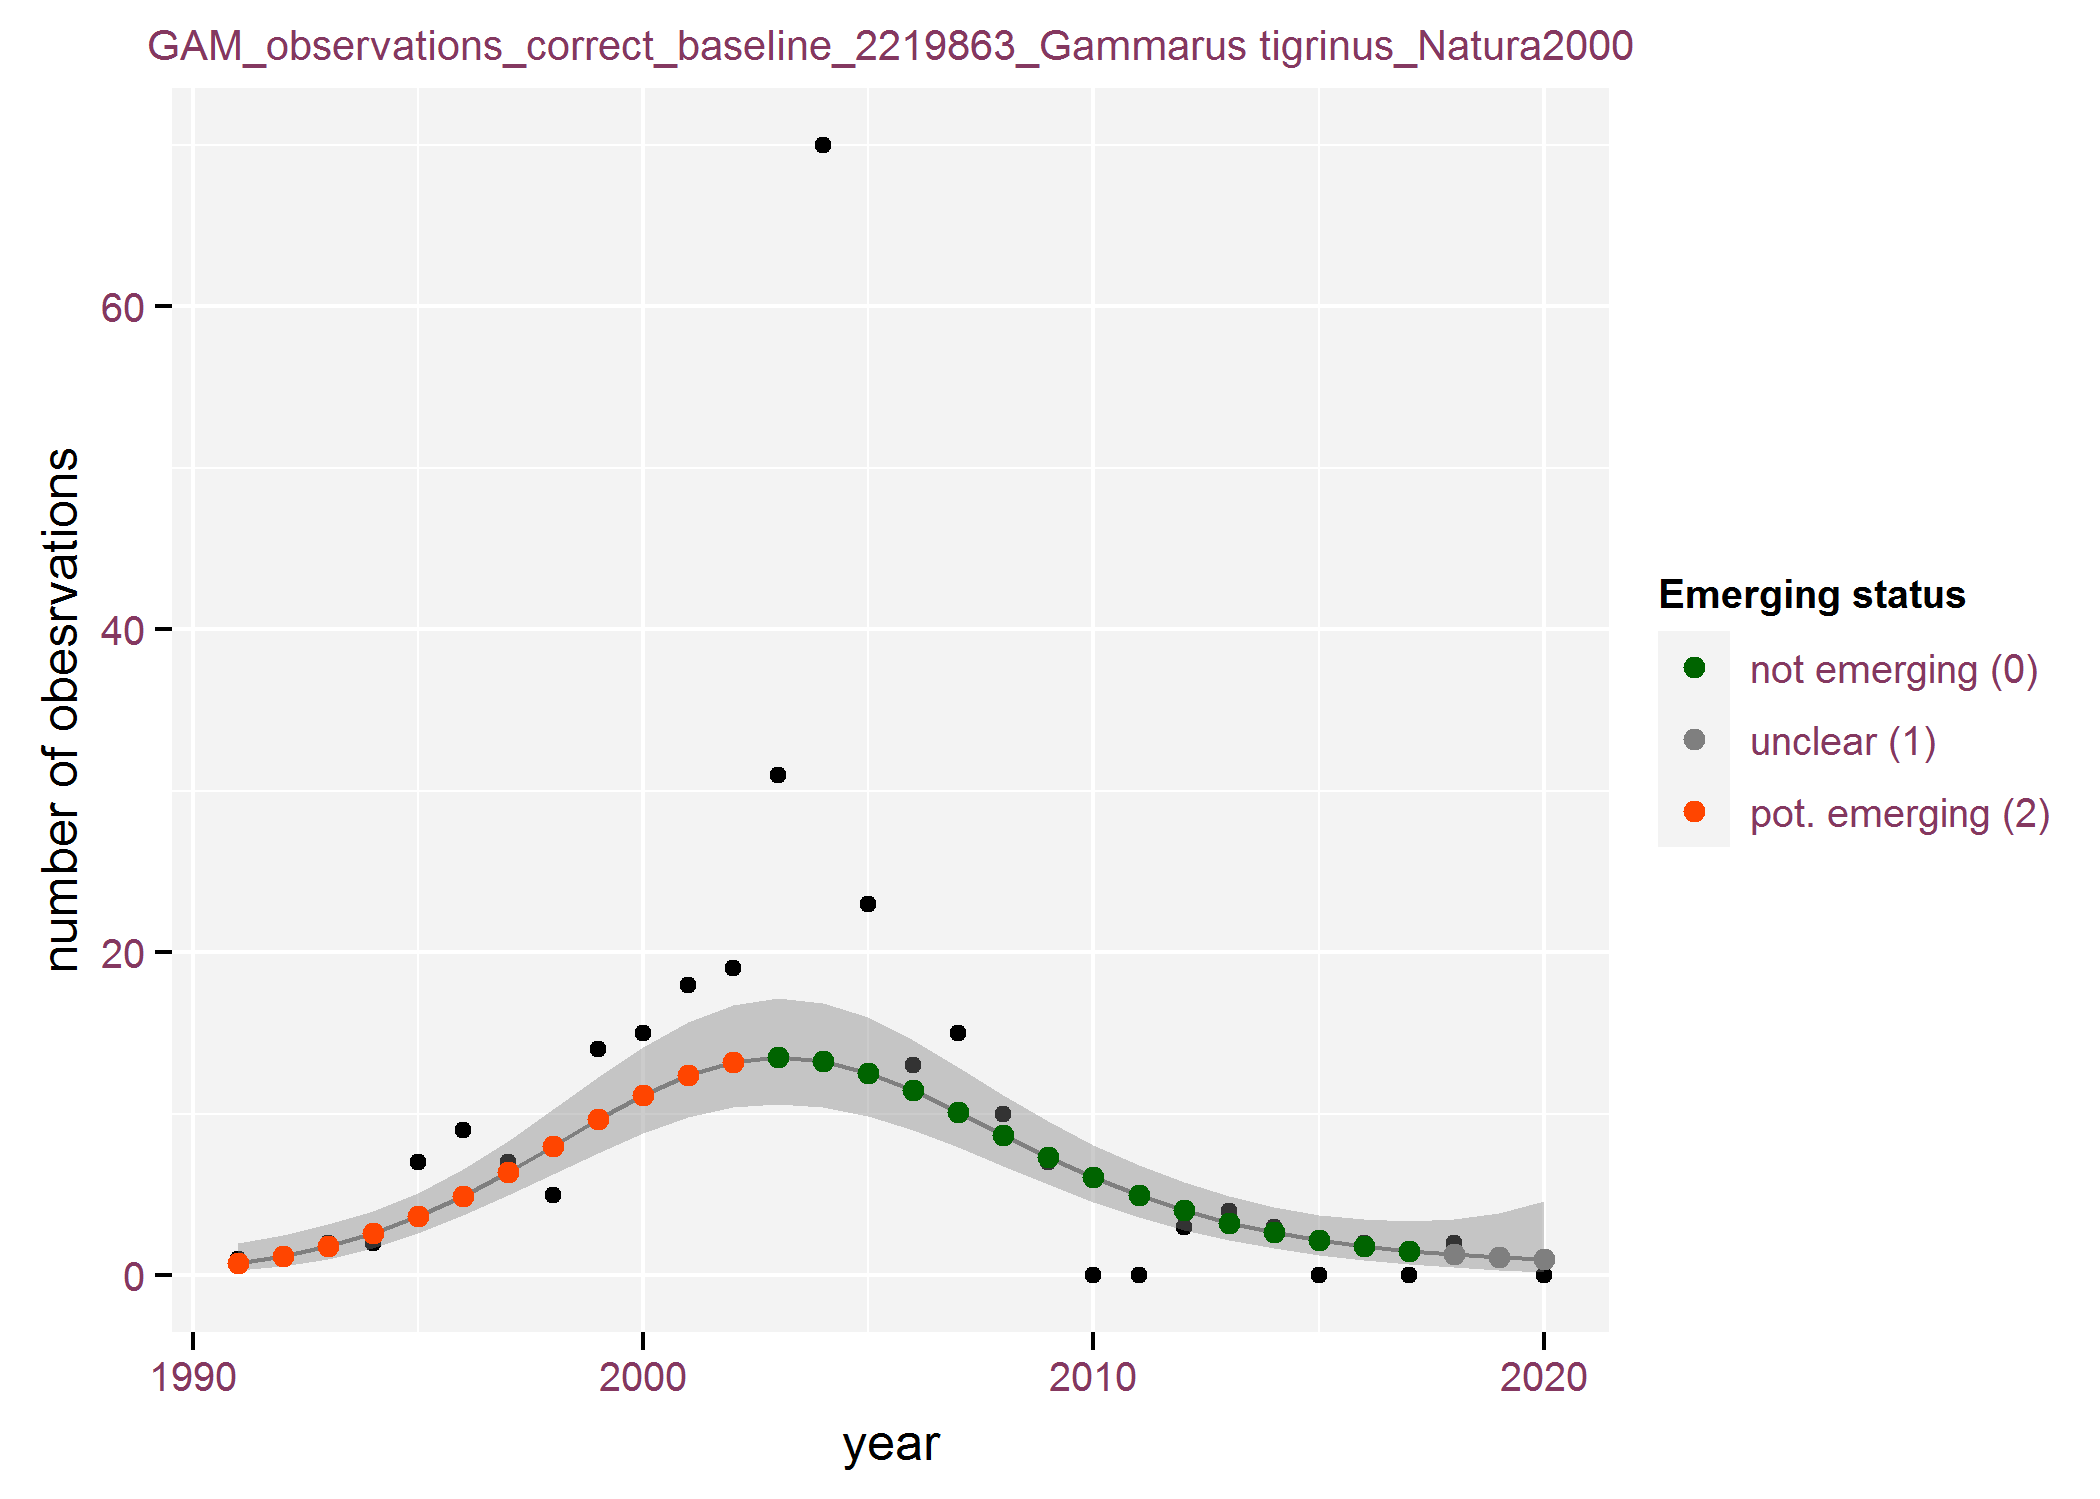 GAM_observations_correct_baseline_2219863_Gammarus tigrinus_Natura2000
number of obesrvations
60
40
20
0
1990 2000 2010 2020
year
Emerging status
not emerging (0)
unclear (1)
pot. emerging (2)